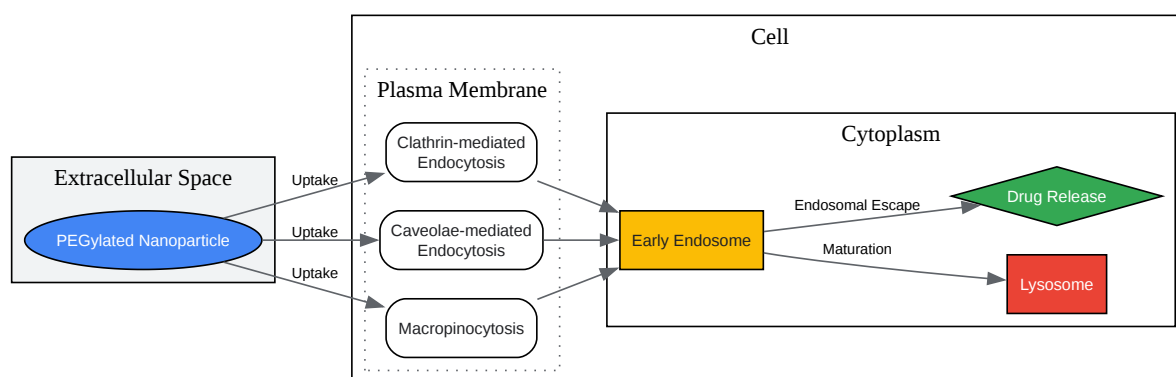 Cell
Plasma Membrane
Clathrin-mediated
Endocytosis
Cytoplasm
Extracellular Space
Uptake
Drug Release
Endosomal Escape
PEGylated Nanoparticle
Uptake
Caveolae-mediated
Endocytosis
Early Endosome
Maturation
Uptake
Lysosome
Macropinocytosis